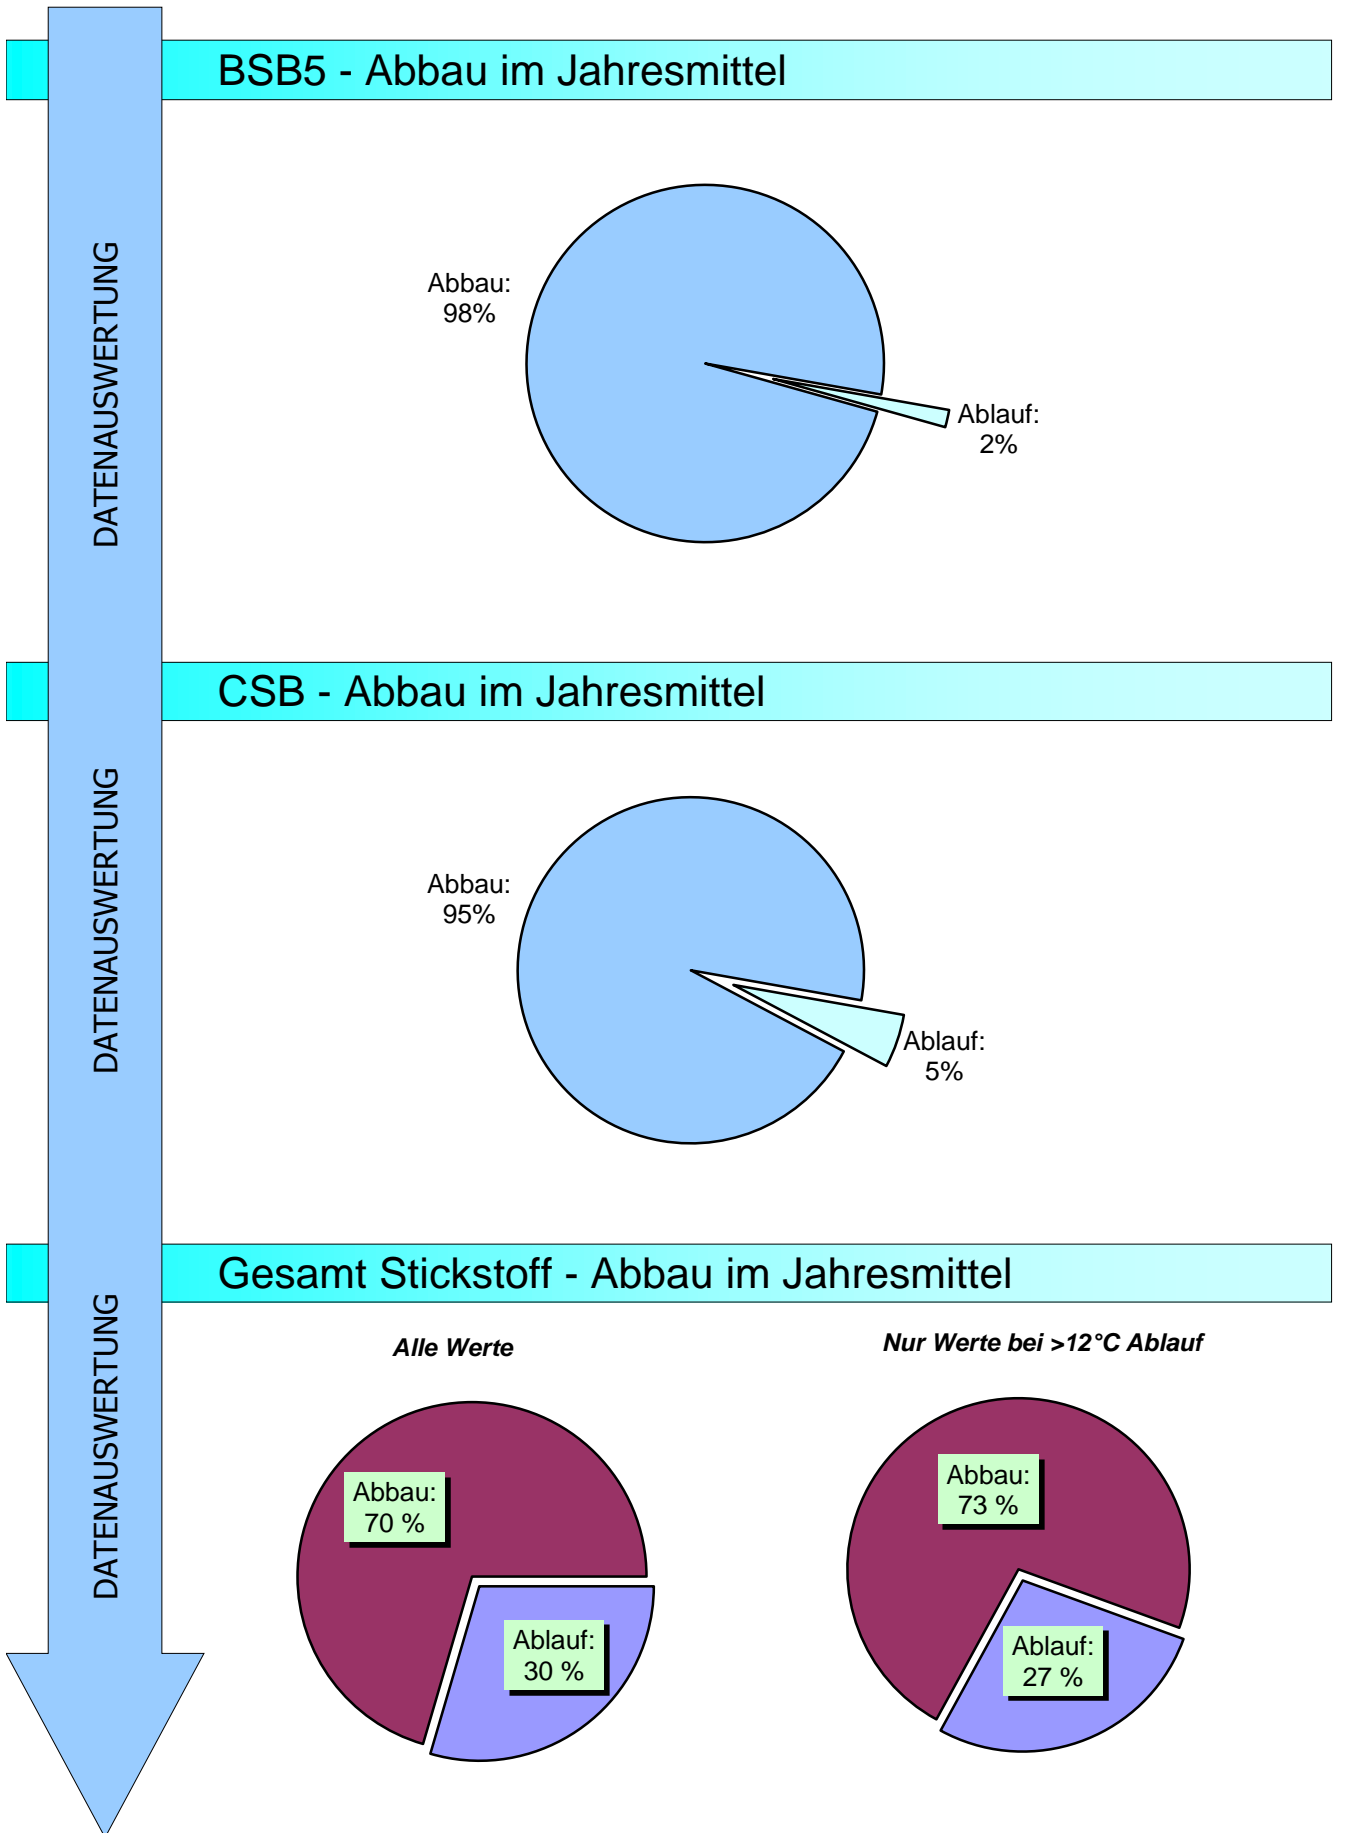 BSB5 - Abbau im Jahresmittel
DATENAUSWERTUNG
Abbau:
98%
Ablauf:
2%
CSB - Abbau im Jahresmittel
DATENAUSWERTUNG
Abbau:
95%
Ablauf:
5%
Gesamt Stickstoff - Abbau im Jahresmittel
DATENAUSWERTUNG
Alle Werte
Abbau:
70 %
Ablauf:
30 %
Nur Werte bei >12°C Ablauf
Abbau:
73 %
Ablauf:
27 %